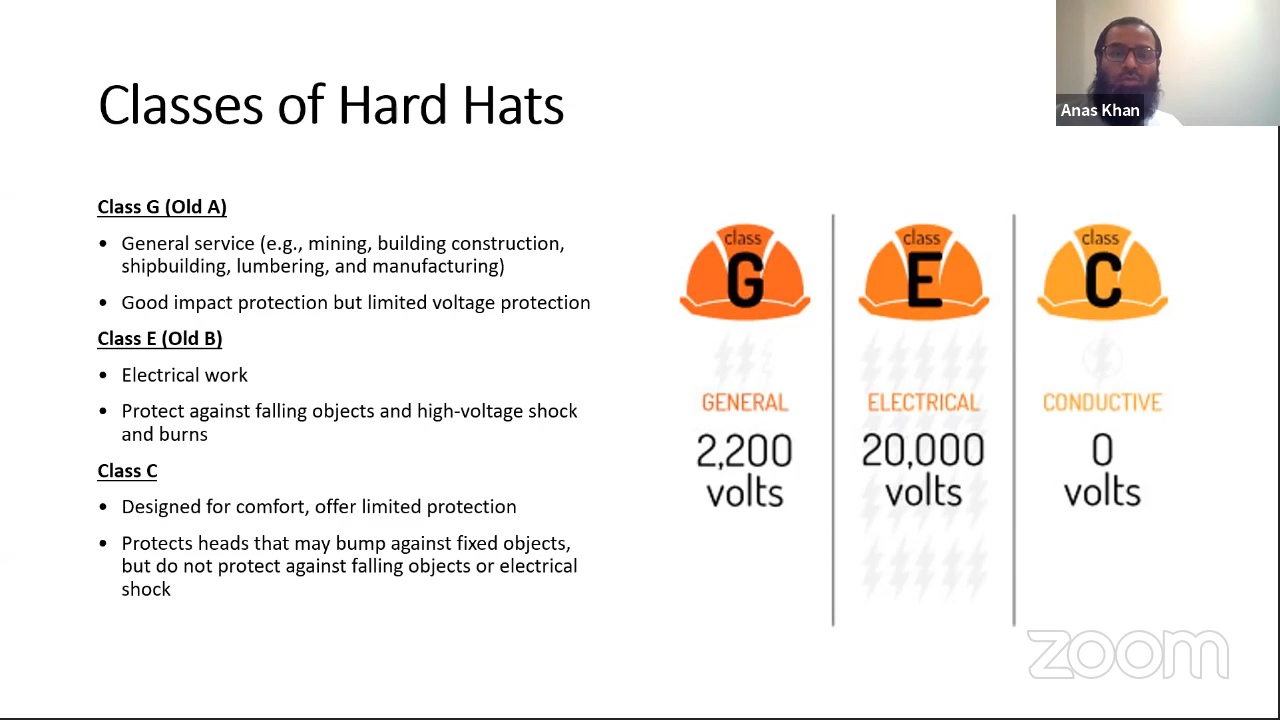 Classes of Hard Hats
Anas Khan
Class G (Old A)
• General service (e.g., mining, building construction,
shipbuilding, lumbering, and manufacturing)
• Good impact protection but limited voltage protection
Class E (Old B)
• Electrical work
• Protect against falling objects and high-voltage shock
and burns
Class C
• Designed for comfort, offer limited protection
• Protects heads that may bump against fixed objects,
but do not protect against falling objects or electrical
shock
class
G
GENERAL
2,200
volts
class
E
ELECTRICAL
20,000
volts
class
C
CONDUCTIVE
0
volts
zoom